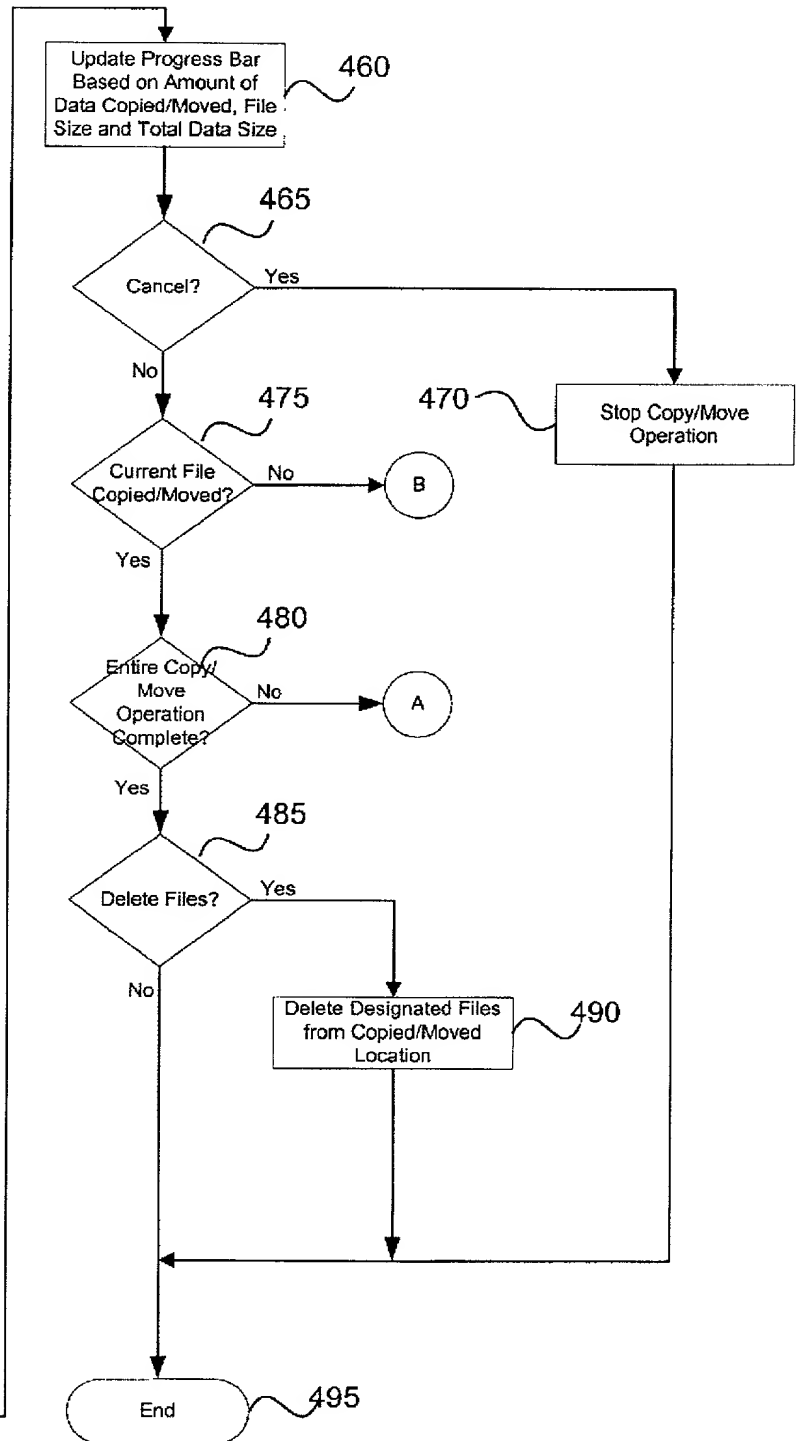 Update Progress Bar
Based on Amount of
Data Copied/Moved, File
Size and Total Data Size
460
465
Cancel?
Yes
No
475
470
Stop Copy/Move
Operation
Current File
Copied/Moved?
No
B
Yes
480
Entire Copy/
Move
Operation
Complete?
No
A
Yes
485
Delete Files?
Yes
No
Delete Designated Files
from Copied/Moved
Location
490
End
495